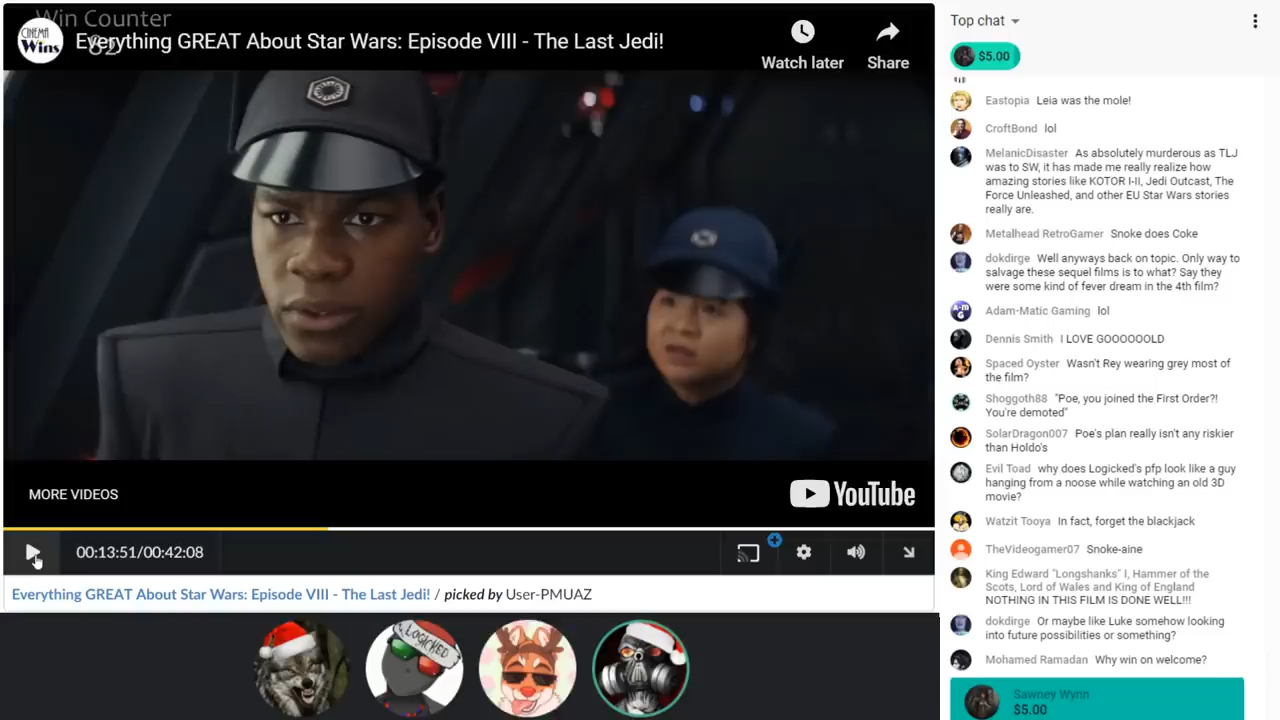 Win Counter
82
CINEMA
Wins
Everything GREAT About Star Wars: Episode VIII - The Last Jedi!
Watch later
Share
MORE VIDEOS
YouTube
00:13:51/00:42:08
Everything GREAT About Star Wars: Episode VIII - The Last Jedi! / picked by User-PMUAZ
LOGICKED
Top chat
$5.00
Eastopia Leia was the mole!
CroftBond lol
MelanicDisaster As absolutely murderous as TLJ
was to SW, it has made me really realize how
amazing stories like KOTOR I-II, Jedi Outcast, The
Force Unleashed, and other EU Star Wars stories
really are.
Metalhead RetroGamer Snoke does Coke
dokdirge Well anyways back on topic. Only way to
salvage these sequel films is to what? Say they
were some kind of fever dream in the 4th film?
A-M
G
Adam-Matic Gaming lol
Dennis Smith I LOVE GOOOOOOLD
Spaced Oyster Wasn't Rey wearing grey most of
the film?
Shoggoth88 "Poe, you joined the First Order?!
You're demoted"
SolarDragon007 Poe's plan really isn't any riskier
than Holdo's
Evil Toad why does Logicked's pfp look like a guy
hanging from a noose while watching an old 3D
movie?
Watzit Tooya In fact, forget the blackjack
TheVideogamer07 Snoke-aine
King Edward "Longshanks" I, Hammer of the
Scots, Lord of Wales and King of England
NOTHING IN THIS FILM IS DONE WELL!!!
dokdirge Or maybe like Luke somehow looking
into future possibilities or something?
Mohamed Ramadan Why win on welcome?
Sawney Wynn
$5.00